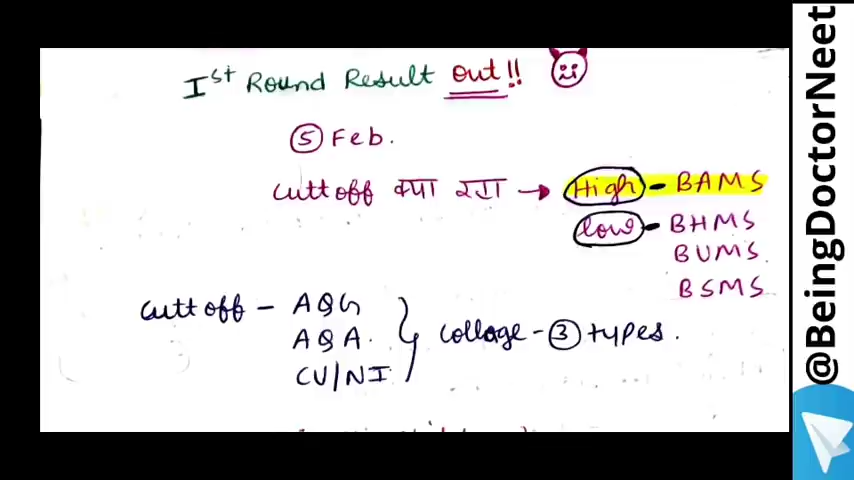 Ist Round Result Out!!
5 Feb.
Cuttoff क्या रहा → High - BAMS
low - BHMS
BUMS
BSMS
Cuttoff - AQG
AQA.
CU/NI
Collage - 3 types.
@BeingDoctorNeet